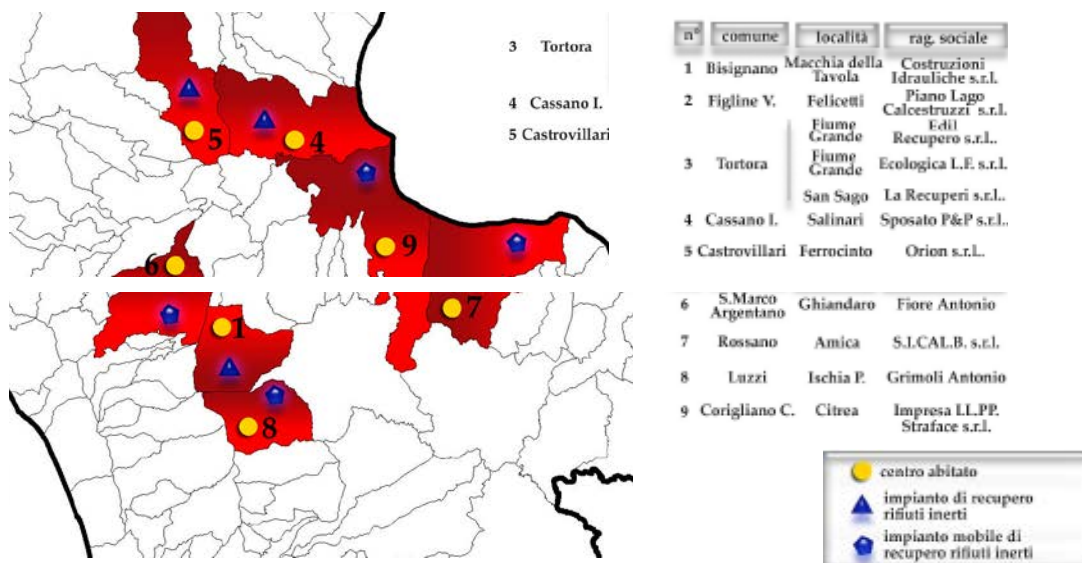 3 Tortora
4 Cassano I.
5 Castrovillari
5
4
9
6
7
1
8
n° comune località rag. sociale
1 Bisignano Macchia della Tavola Costruzioni Idrauliche s.r.l.
2 Figline V. Felicetti Piano Lago Calcestruzzi s.r.l.
Fiume Grande Edil Recupero s.r.l..
3 Tortora Fiume Grande Ecologica L.F. s.r.l.
San Sago La Recuperi s.r.l..
4 Cassano I. Salinari Sposato P&P s.r.l..
5 Castrovillari Ferrocinto Orion s.r.l..
6 S.Marco Argentano Ghiandaro Fiore Antonio
7 Rossano Amica S.I.CAL.B. s.r.l.
8 Luzzi Ischia P. Grimoli Antonio
9 Corigliano C. Citrea Impresa LL.PP. Straface s.r.l.
centro abitato
impianto di recupero
rifiuti inerti
impianto mobile di
recupero rifiuti inerti